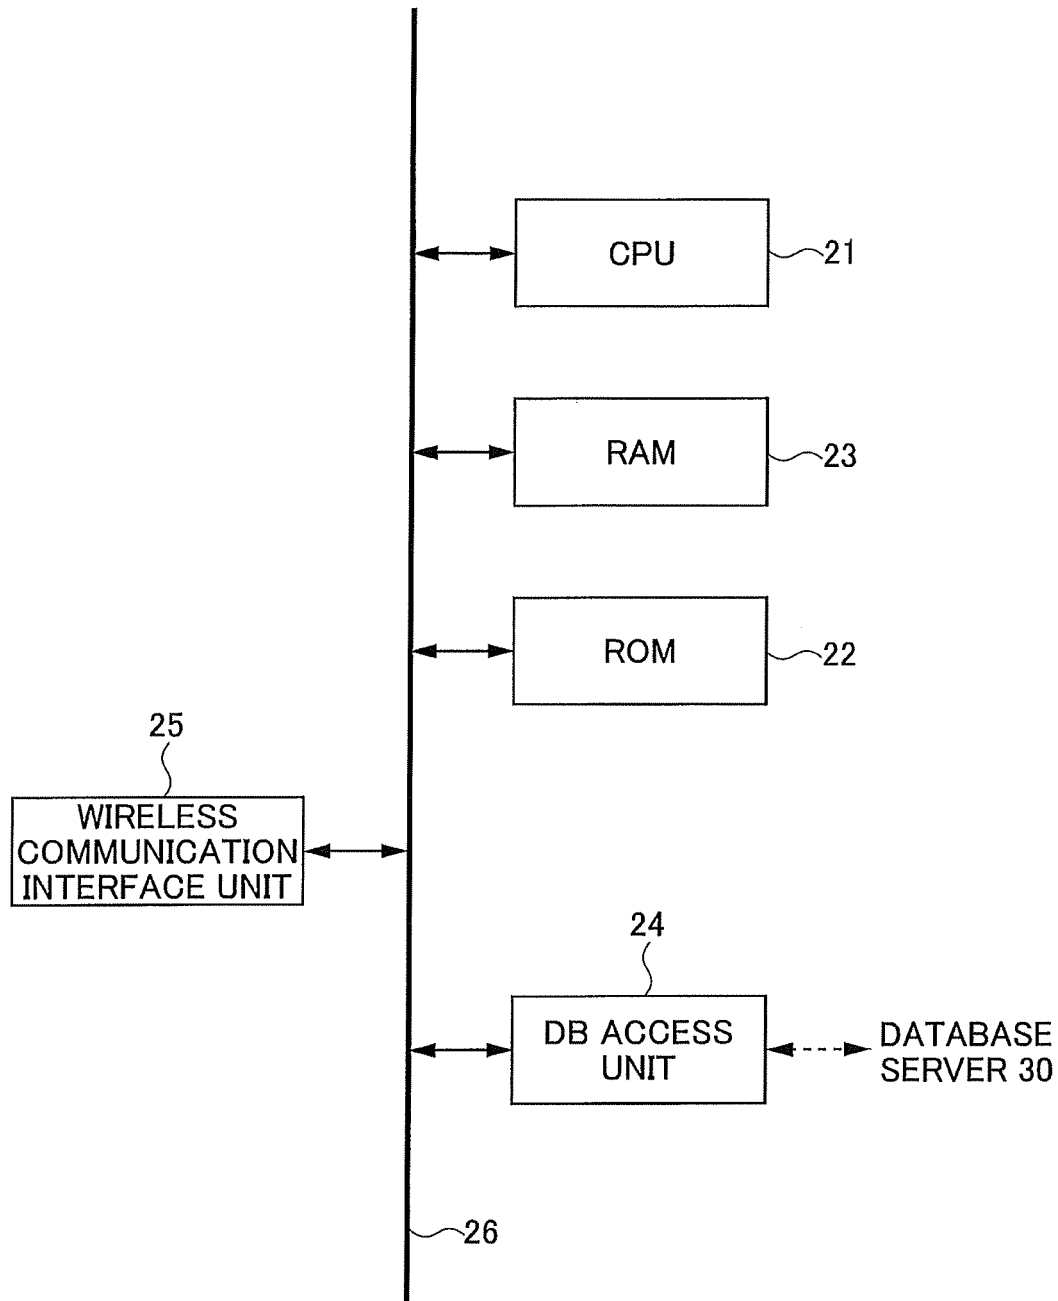 CPU
21
RAM
23
ROM
22
25
WIRELESS
COMMUNICATION
INTERFACE UNIT
24
DB ACCESS
UNIT
DATABASE
SERVER 30
26